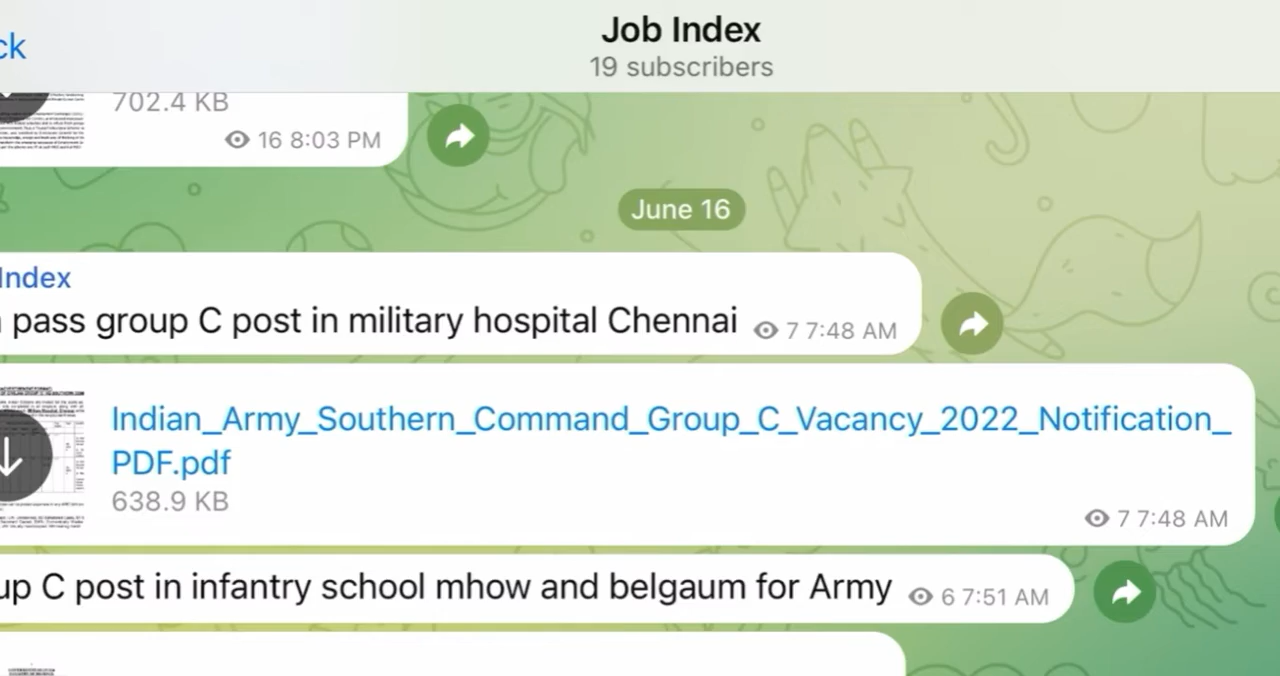 ck
Job Index
19 subscribers
702.4 KB
16 8:03 PM
June 16
Index
pass group C post in military hospital Chennai 7 7:48 AM
Indian_Army_Southern_Command_Group_C_Vacancy_2022_Notification_
PDF.pdf
638.9 KB
7 7:48 AM
up C post in infantry school mhow and belgaum for Army 6 7:51 AM